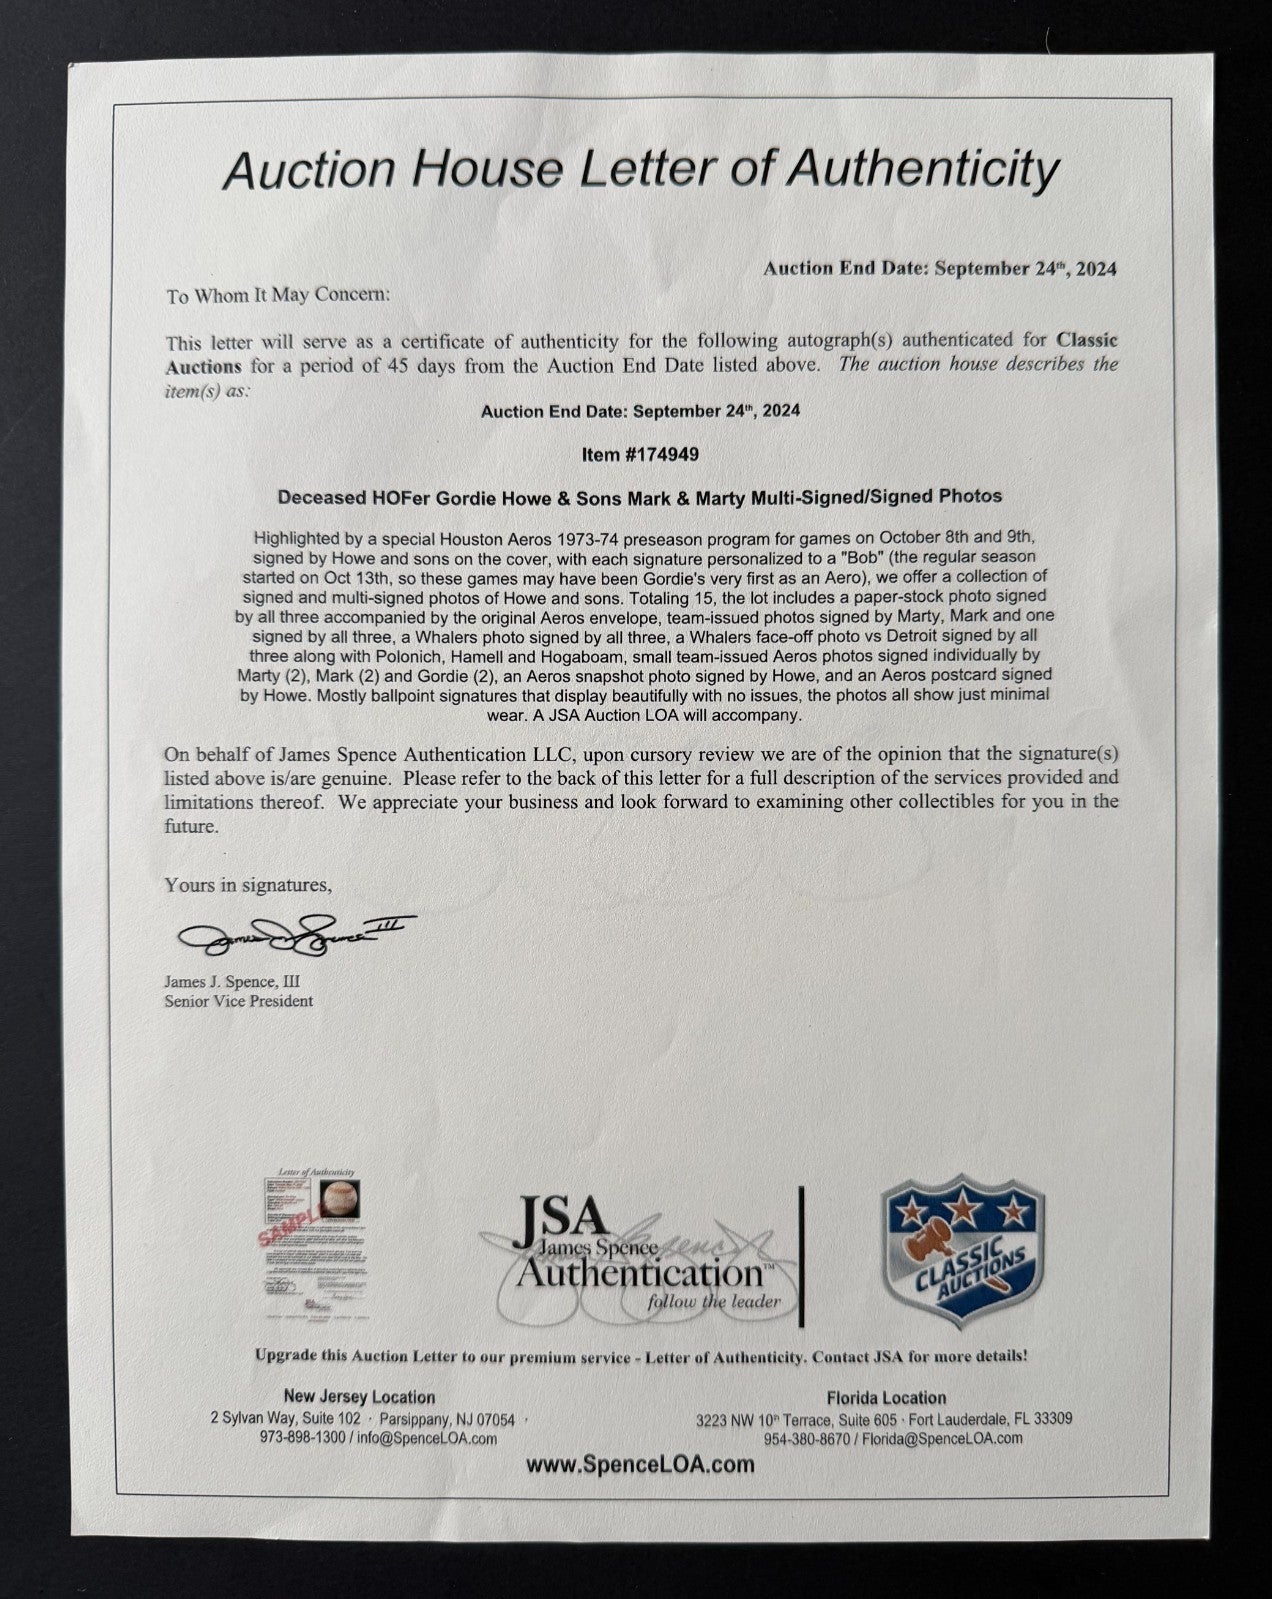 Auction House Letter of Authenticity
Auction End Date: September 24th, 2024
To Whom It May Concern:
This letter will serve as a certificate of authenticity for the following autograph(s) authenticated for Classic
Auctions for a period of 45 days from the Auction End Date listed above. The auction house describes the
item(s) as:
Auction End Date: September 24th, 2024
Item #174949
Deceased HOFer Gordie Howe & Sons Mark & Marty Multi-Signed/Signed Photos
Highlighted by a special Houston Aeros 1973-74 preseason program for games on October 8th and 9th,
signed by Howe and sons on the cover, with each signature personalized to a "Bob" (the regular season
started on Oct 13th, so these games may have been Gordie's very first as an Aero), we offer a collection of
signed and multi-signed photos of Howe and sons. Totaling 15, the lot includes a paper-stock photo signed
by all three accompanied by the original Aeros envelope, team-issued photos signed by Marty, Mark and one
signed by all three, a Whalers photo signed by all three, a Whalers face-off photo vs Detroit signed by all
three along with Polonich, Hamell and Hogaboam, small team-issued Aeros photos signed individually by
Marty (2), Mark (2) and Gordie (2), an Aeros snapshot photo signed by Howe, and an Aeros postcard signed
by Howe. Mostly ballpoint signatures that display beautifully with no issues, the photos all show just minimal
wear. A JSA Auction LOA will accompany.
On behalf of James Spence Authentication LLC, upon cursory review we are of the opinion that the signature(s)
listed above is/are genuine. Please refer to the back of this letter for a full description of the services provided and
limitations thereof. We appreciate your business and look forward to examining other collectibles for you in the
future.
Yours in signatures,
James J. Spence III
James J. Spence, III
Senior Vice President
Letter of Authenticity
SAMPLE
JSA
James Spence
Authentication™
follow the leader
CLASSIC
AUCTIONS
Upgrade this Auction Letter to our premium service - Letter of Authenticity. Contact JSA for more details!
New Jersey Location
2 Sylvan Way, Suite 102 · Parsippany, NJ 07054 ·
973-898-1300 / info@SpenceLOA.com
Florida Location
3223 NW 10th Terrace, Suite 605 · Fort Lauderdale, FL 33309
954-380-8670 / Florida@SpenceLOA.com
www.SpenceLOA.com